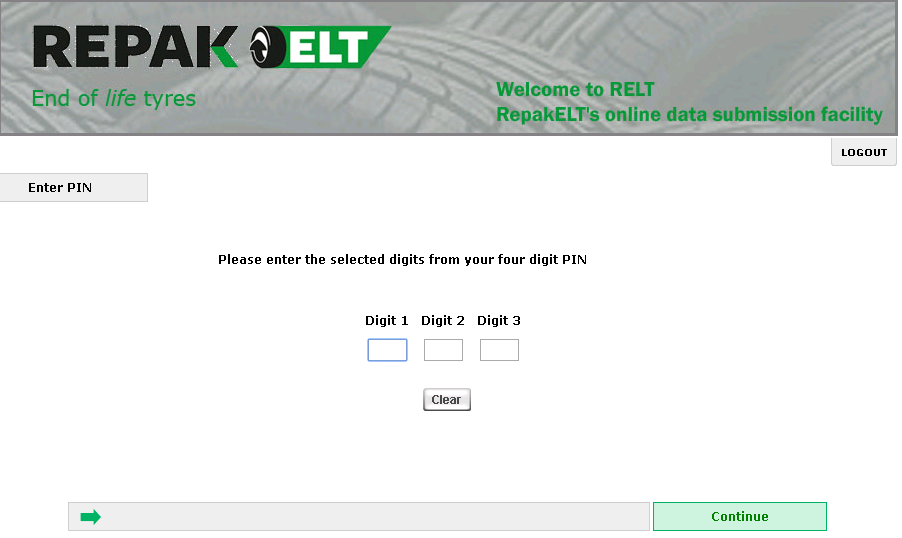 REPAK ELT
End of life tyres
Welcome to RELT
RepakELT's online data submission facility
LOGOUT
Enter PIN
Please enter the selected digits from your four digit PIN
Digit 1 Digit 2 Digit 3
Clear
Continue